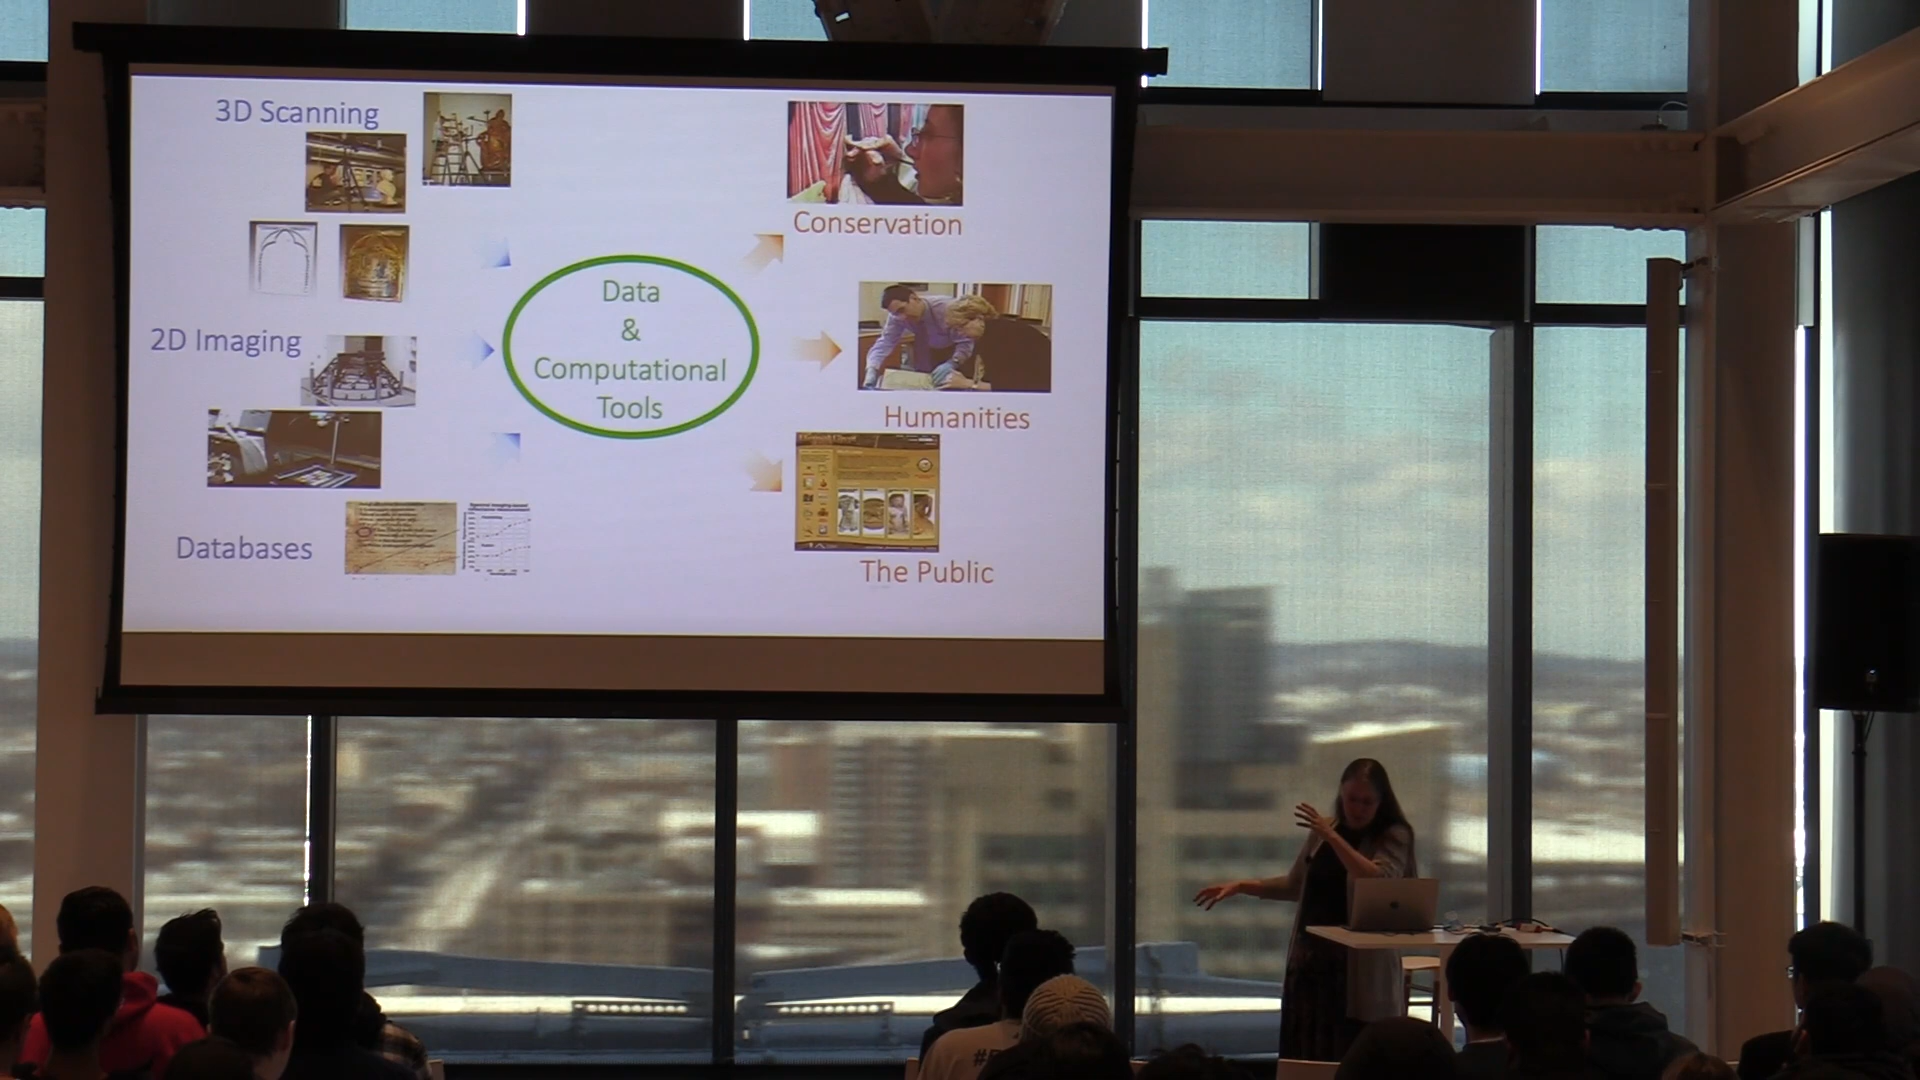 3D Scanning
2D Imaging
Databases
Data
&
Computational
Tools
Conservation
Humanities
The Public